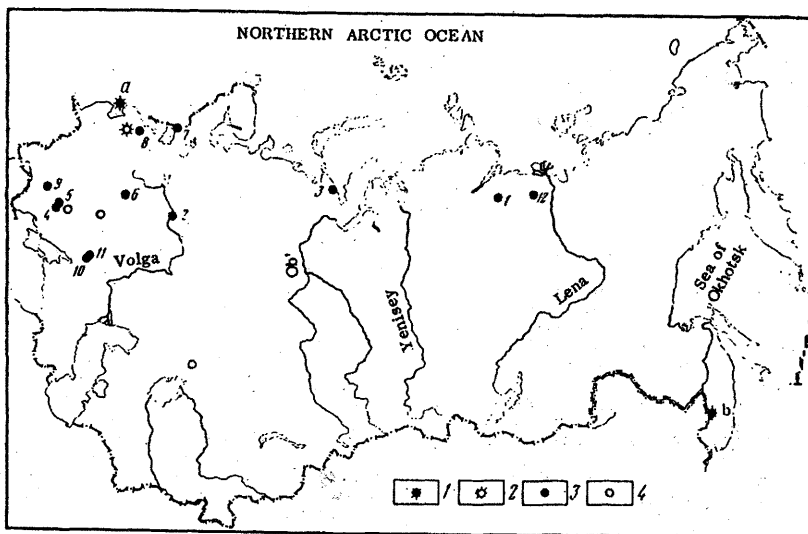 NORTHERN ARCTIC OCEAN
a
8 7
9
5
4 6
3
1 12
2
11
10
Volga
Ob'
Yenisey
Lena
Sea of
Okhotsk
b
1 2 3 4